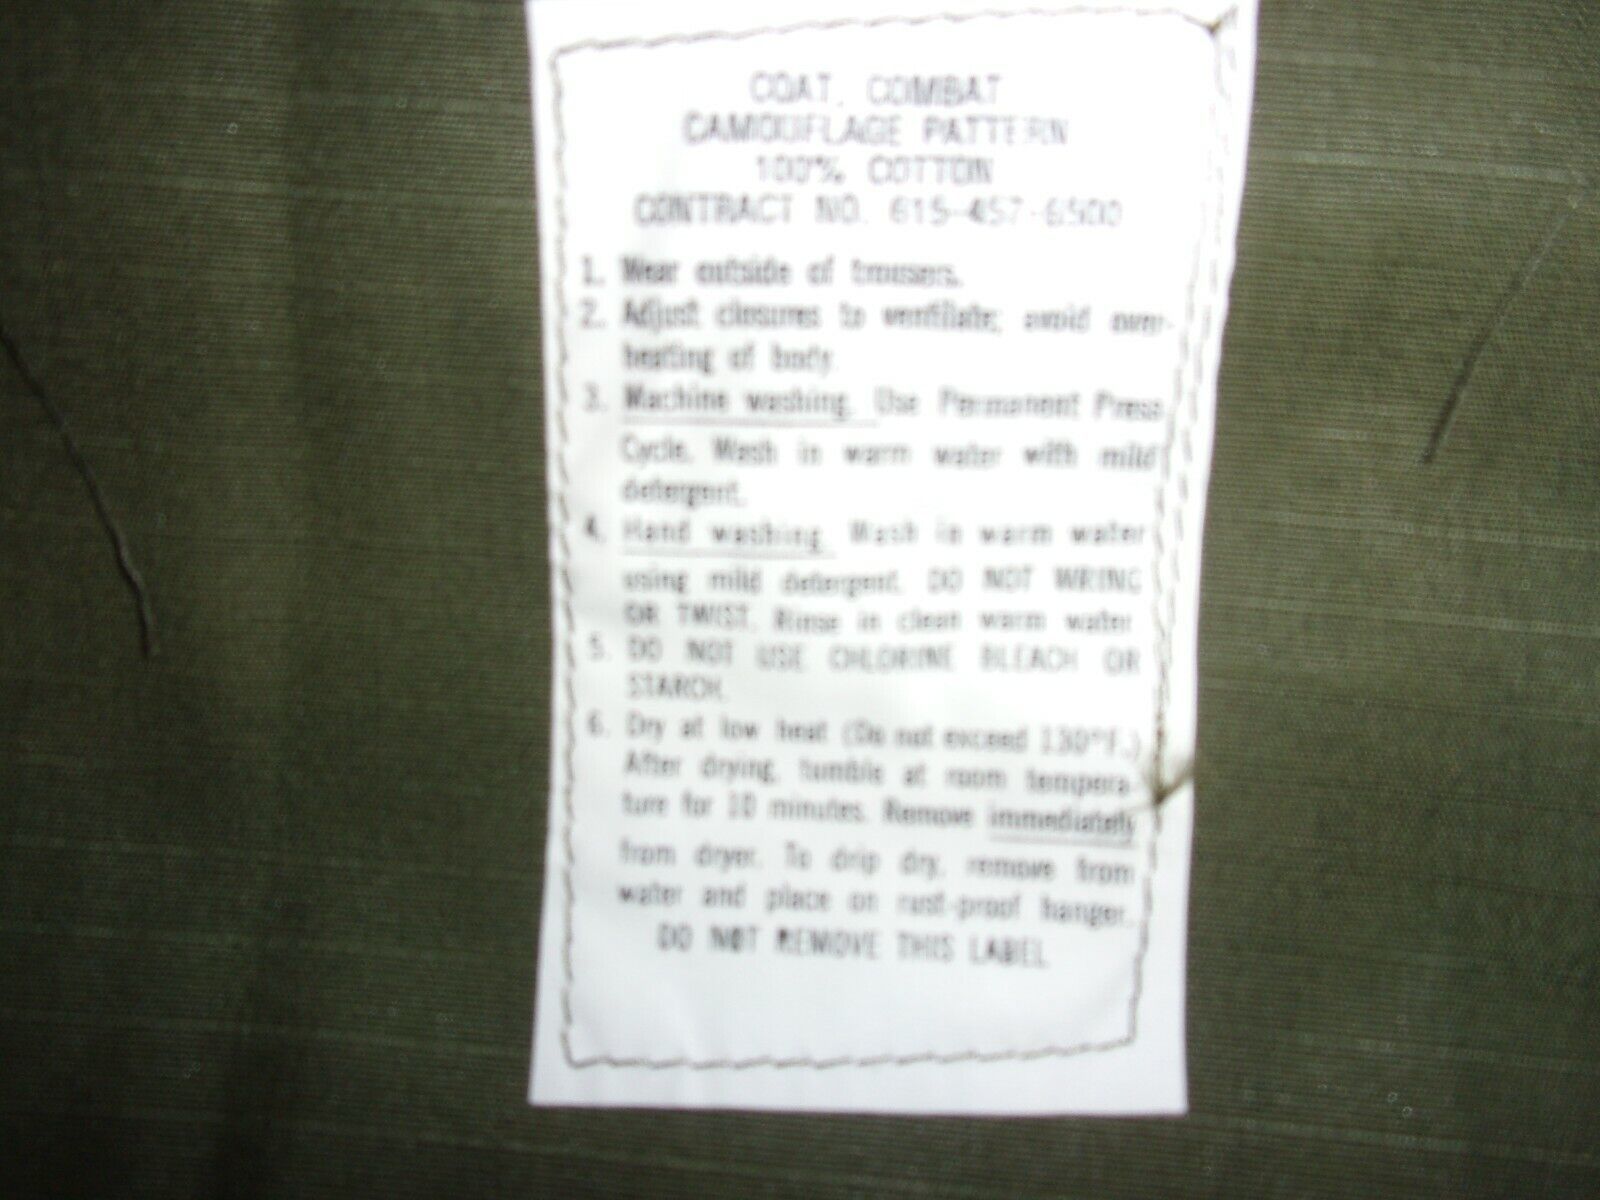 COAT, COMBAT
CAMOUFLAGE PATTERN
100% COTTON
CONTRACT NO. 615-457-6500
1. Wear outside of trousers.
2. Adjust closures to ventilate; avoid over-
heating of body.
3. Machine washing. Use Permanent Press
Cycle. Wash in warm water with mild
detergent.
4. Hand washing. Wash in warm water
using mild detergent. DO NOT WRING
OR TWIST. Rinse in clean warm water.
5. DO NOT USE CHLORINE BLEACH OR
STARCH.
6. Dry at low heat (Do not exceed 130°F.)
After drying, tumble at room tempera-
ture for 10 minutes. Remove immediately
from dryer. To drip dry, remove from
water and place on rust-proof hanger.
DO NOT REMOVE THIS LABEL